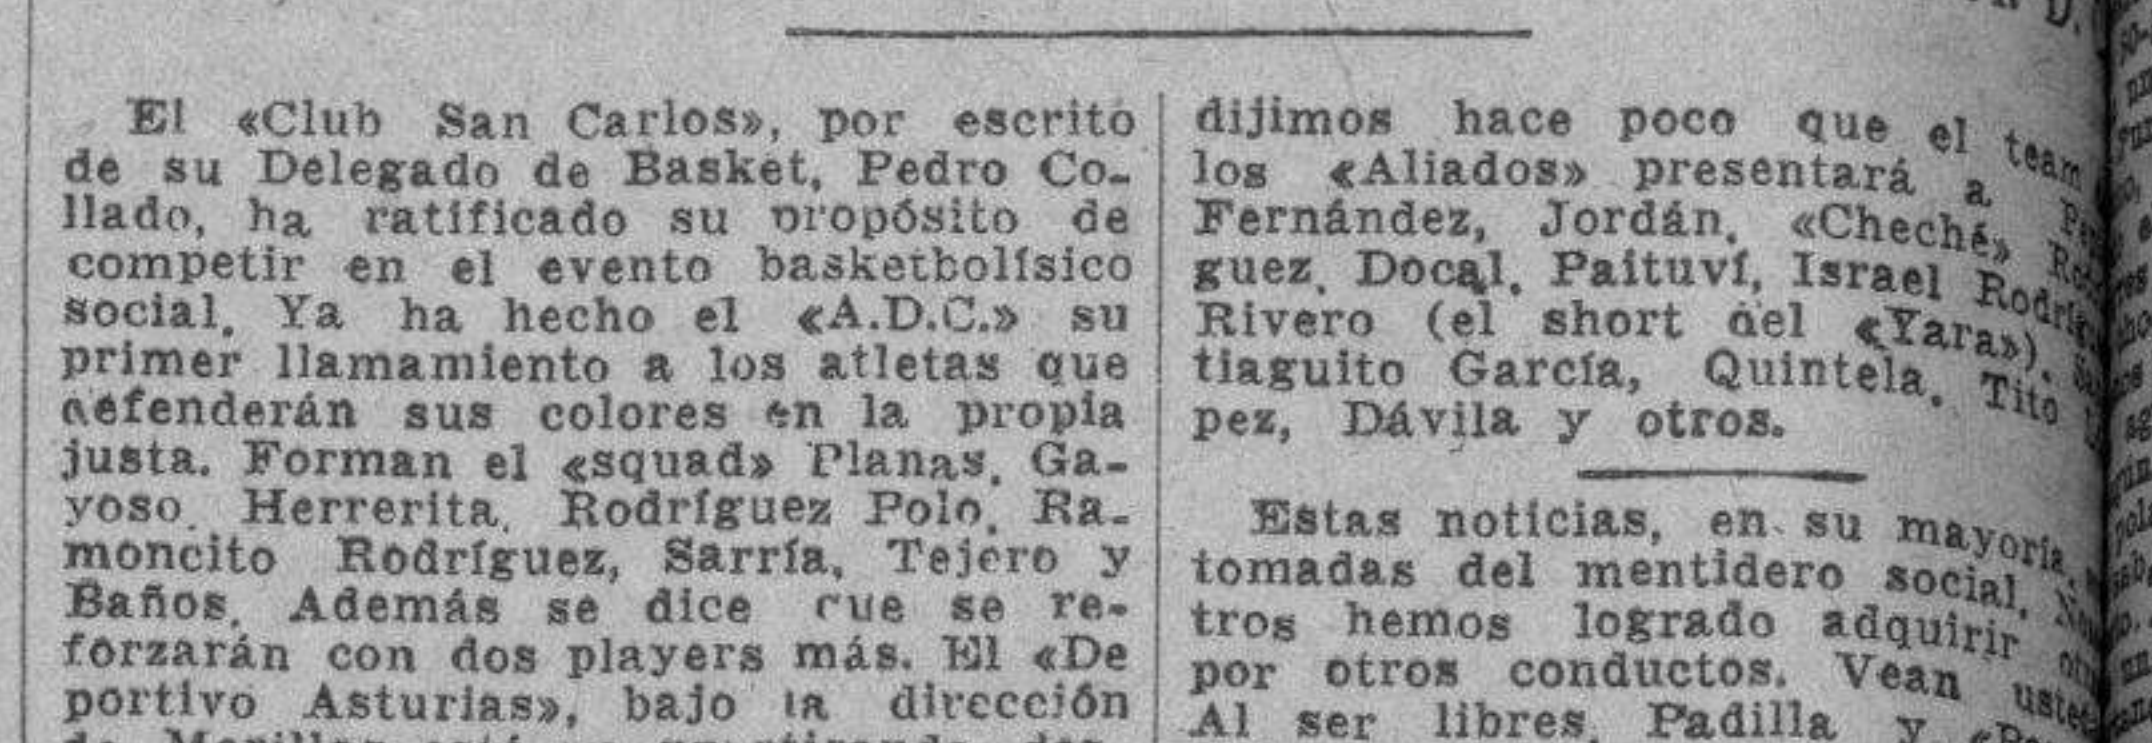 El «Club San Carlos», por escrito
de su Delegado de Basket, Pedro Co-
llado, ha ratificado su propósito de
competir en el evento basketbolísico
social. Ya ha hecho el «A.D.C.» su
primer llamamiento a los atletas que
defenderán sus colores en la propia
justa. Forman el «squad» Planas, Ga-
yoso, Herrerita, Rodríguez Polo, Ra-
moncito Rodríguez, Sarría, Tejero y
Baños. Además se dice cue se re-
forzarán con dos players más. El «De
portivo Asturias», bajo la dirección
dijimos hace poco que el team
los «Aliados» presentará a
Fernández, Jordán, «Cheché»
guez, Docal, Paituví, Israel
Rivero (el short del «Yara»).
tiaguito García, Quintela, Tito
pez, Dávila y otros.
Estas noticias, en su mayoría,
tomadas del mentidero social.
tros hemos logrado adquirir
por otros conductos. Vean
Al ser libres, Padilla y